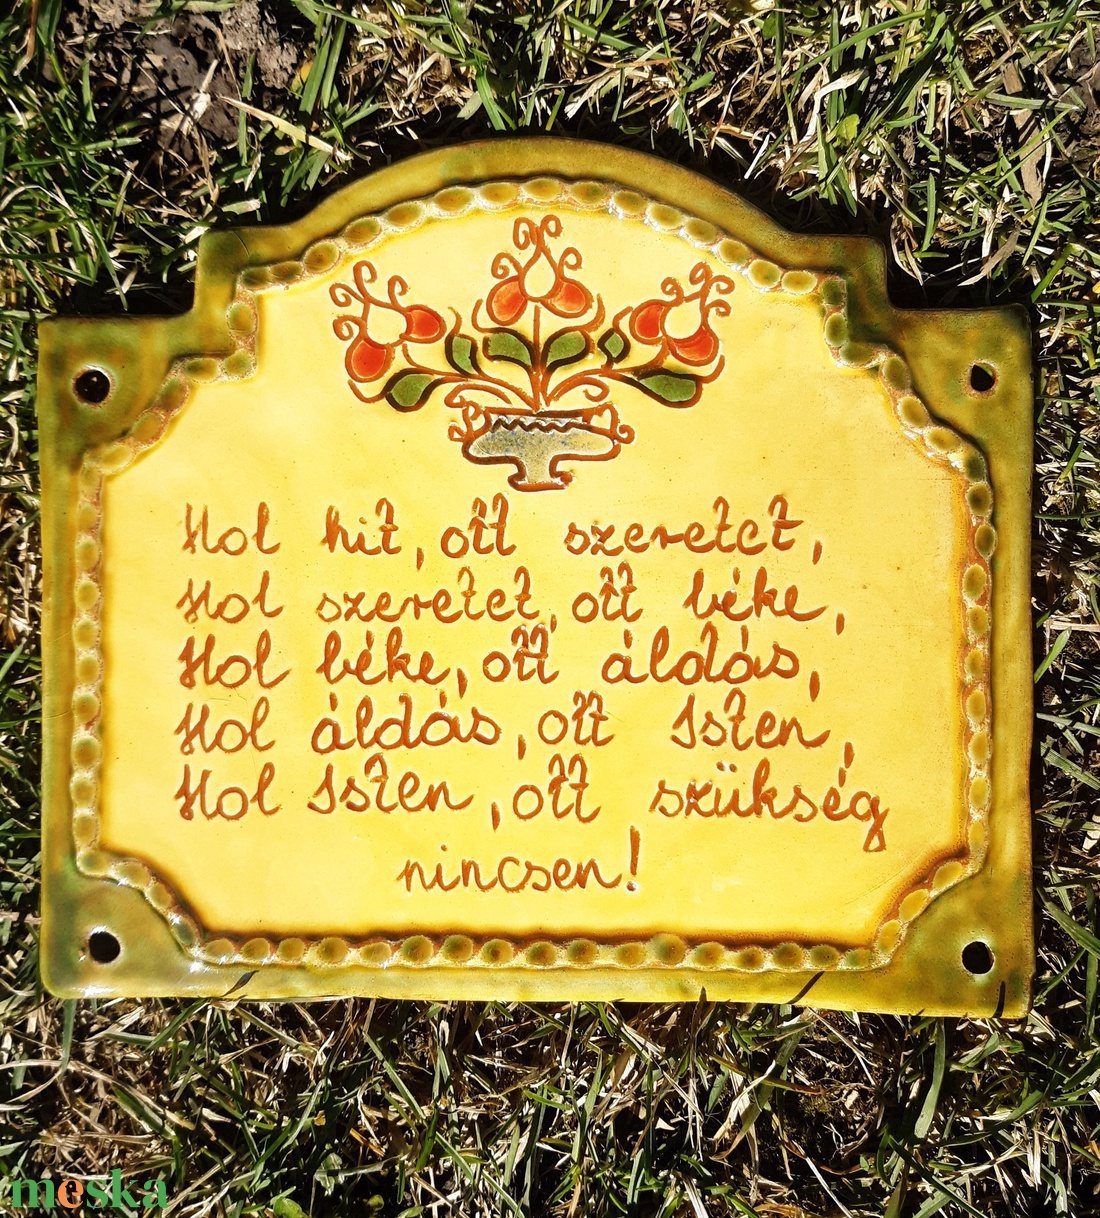 Hol hit, ott szeretet,
Hol szeretet, ott béke,
Hol béke, ott áldás,
Hol áldás, ott Isten,
Hol Isten, ott szükség
nincsen!
meska